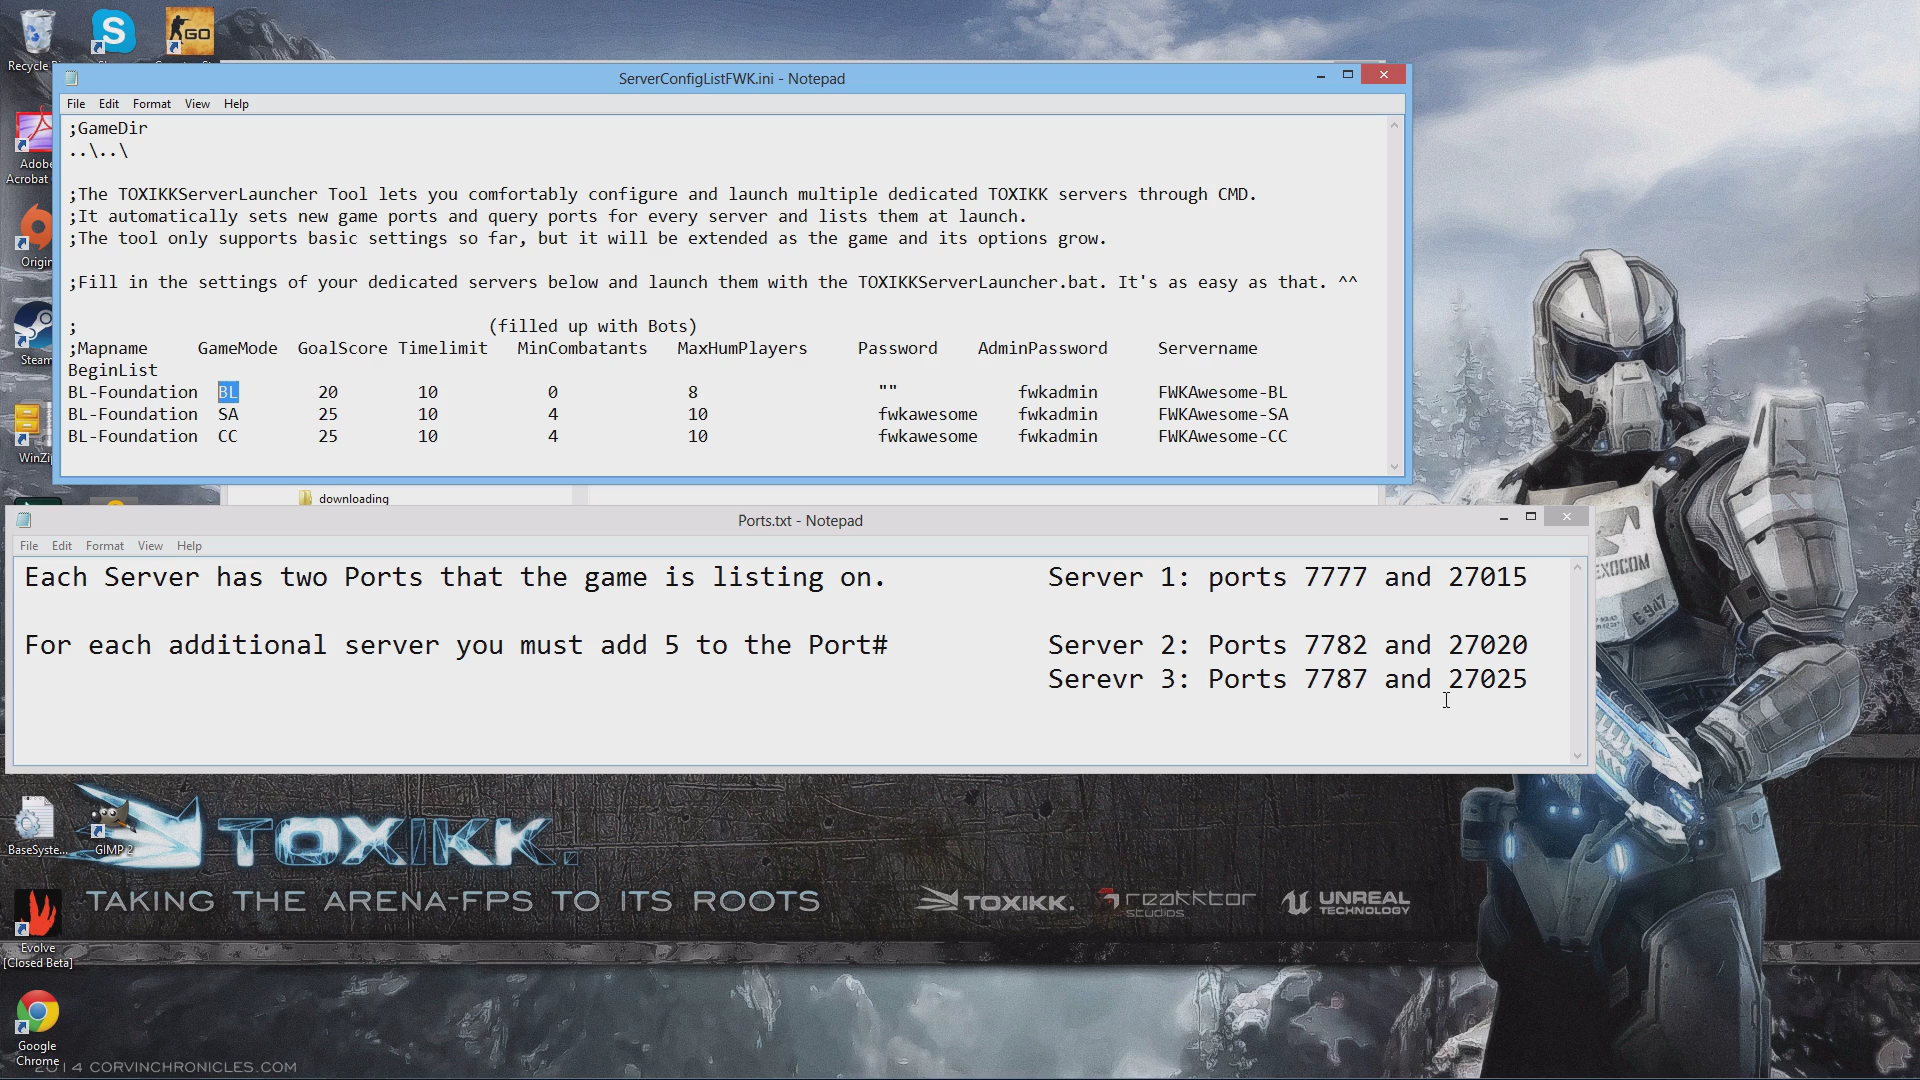 Recycle
GO
ServerConfigListFWK.ini - Notepad
File Edit Format View Help
;GameDir
..\..\
;The TOXIKKServerLauncher Tool lets you comfortably configure and launch multiple dedicated TOXIKK servers through CMD.
;It automatically sets new game ports and query ports for every server and lists them at launch.
;The tool only supports basic settings so far, but it will be extended as the game and its options grow.
;Fill in the settings of your dedicated servers below and launch them with the TOXIKKServerLauncher.bat. It's as easy as that. ^^
; (filled up with Bots)
;Mapname GameMode GoalScore Timelimit MinCombatants MaxHumPlayers Password AdminPassword Servername
BeginList
BL-Foundation BL 20 10 0 8 "" fwkadmin FWKAwesome-BL
BL-Foundation SA 25 10 4 10 fwkawesome fwkadmin FWKAwesome-SA
BL-Foundation CC 25 10 4 10 fwkawesome fwkadmin FWKAwesome-CC
Adobe
Acrobat
Origin
Steam
WinZip
downloading
Ports.txt - Notepad
File Edit Format View Help
Each Server has two Ports that the game is listing on. Server 1: ports 7777 and 27015
For each additional server you must add 5 to the Port# Server 2: Ports 7782 and 27020
Serevr 3: Ports 7787 and 27025
EXOCOM
E 947
BaseSyste...
GIMP 2
TOXIKK.
TAKING THE ARENA-FPS TO ITS ROOTS
TOXIKK.
reakktor
studios
UNREAL
TECHNOLOGY
Evolve
[Closed Beta]
Google
Chrome
2014 CORVINCHRONICLES.COM